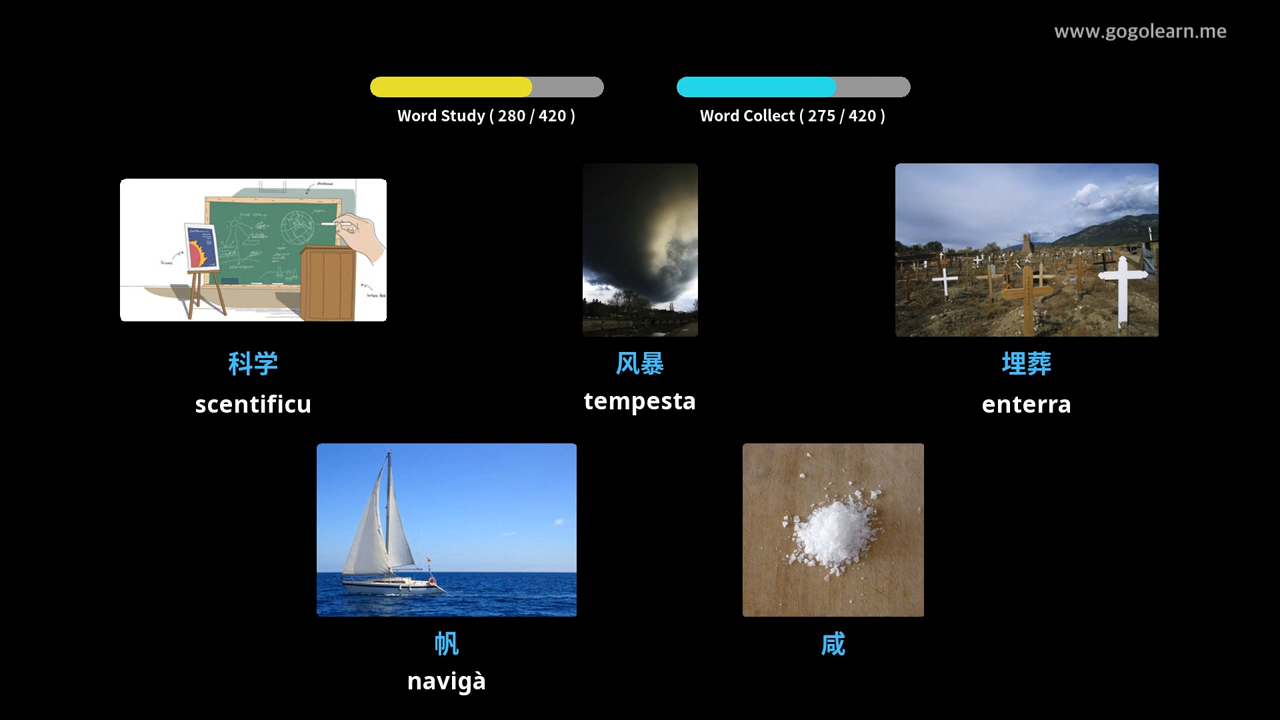 www.gogolearn.me
Word Study ( 280 / 420 )
Word Collect ( 275 / 420 )
科学
scentificu
风暴
tempesta
埋葬
enterra
帆
navigà
咸